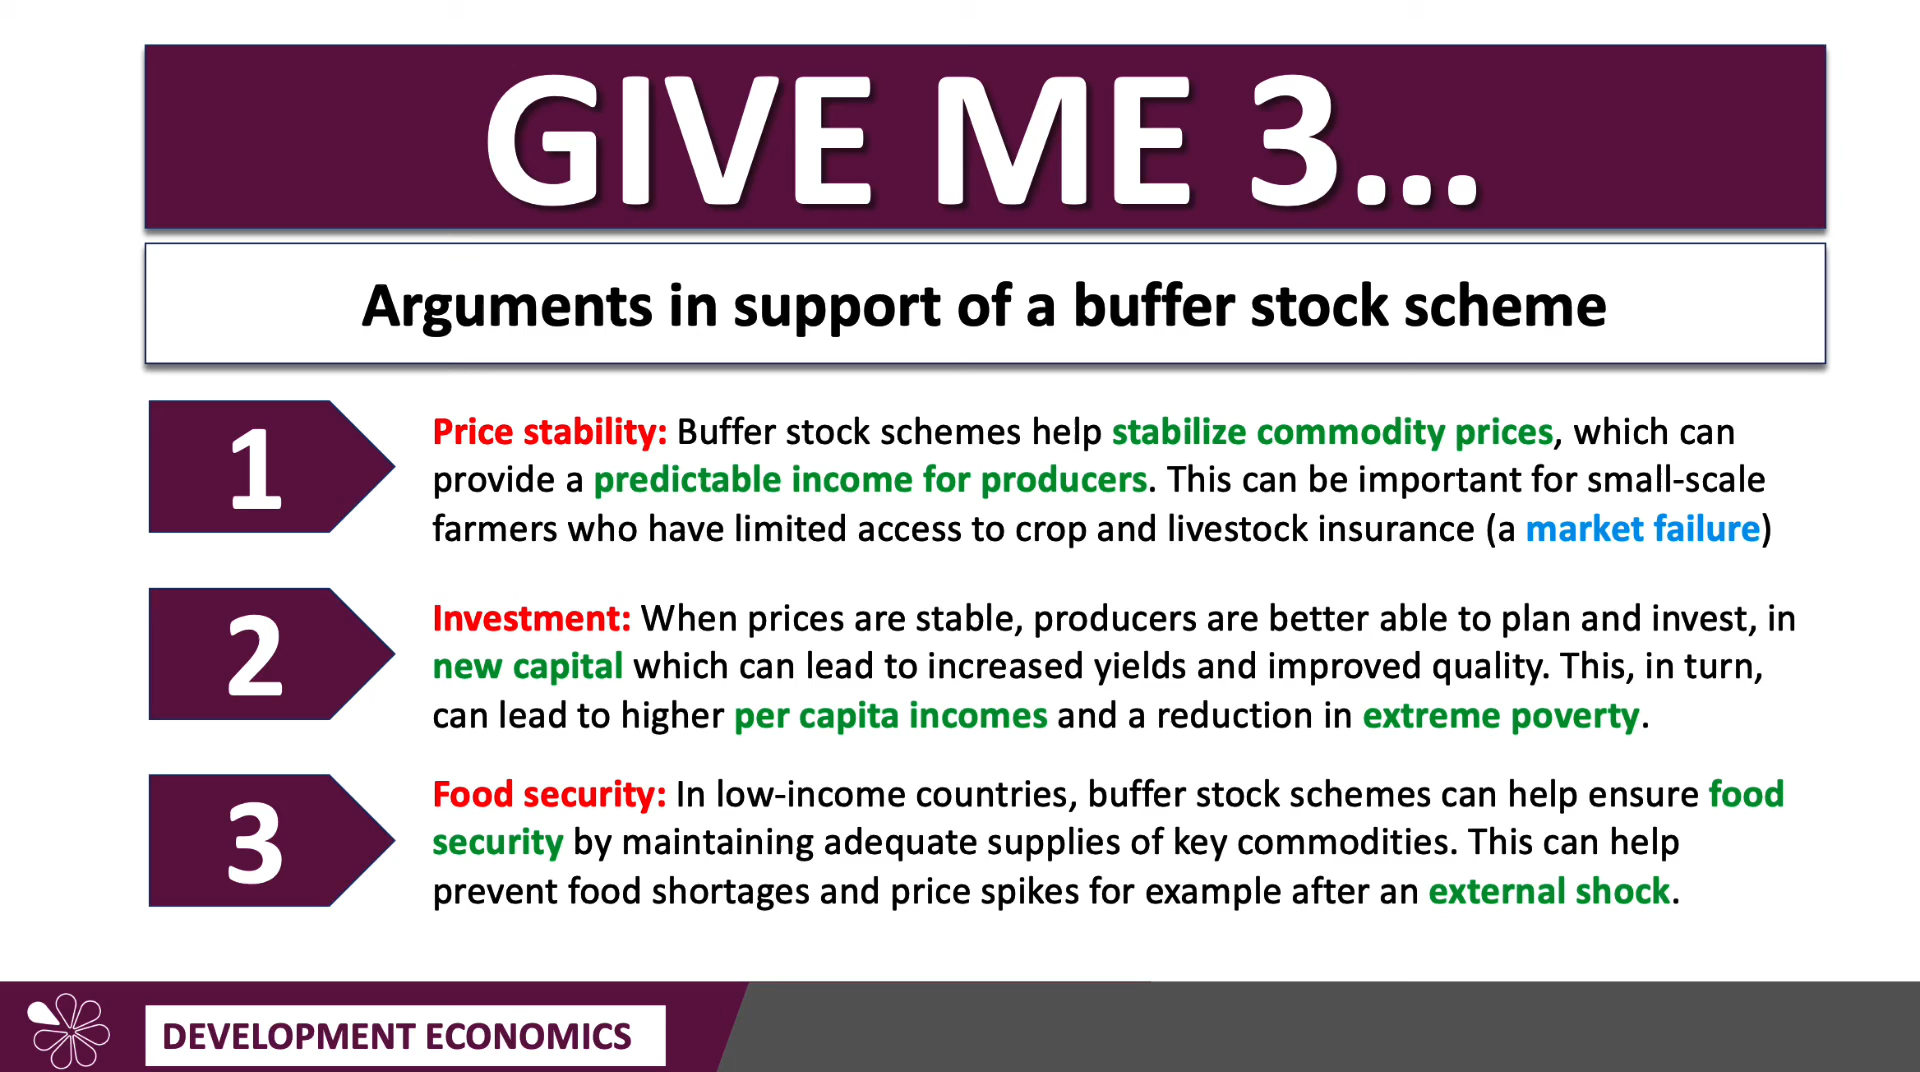 GIVE ME 3...
Arguments in support of a buffer stock scheme
1
Price stability: Buffer stock schemes help stabilize commodity prices, which can
provide a predictable income for producers. This can be important for small-scale
farmers who have limited access to crop and livestock insurance (a market failure)
2
Investment: When prices are stable, producers are better able to plan and invest, in
new capital which can lead to increased yields and improved quality. This, in turn,
can lead to higher per capita incomes and a reduction in extreme poverty.
3
Food security: In low-income countries, buffer stock schemes can help ensure food
security by maintaining adequate supplies of key commodities. This can help
prevent food shortages and price spikes for example after an external shock.
DEVELOPMENT ECONOMICS